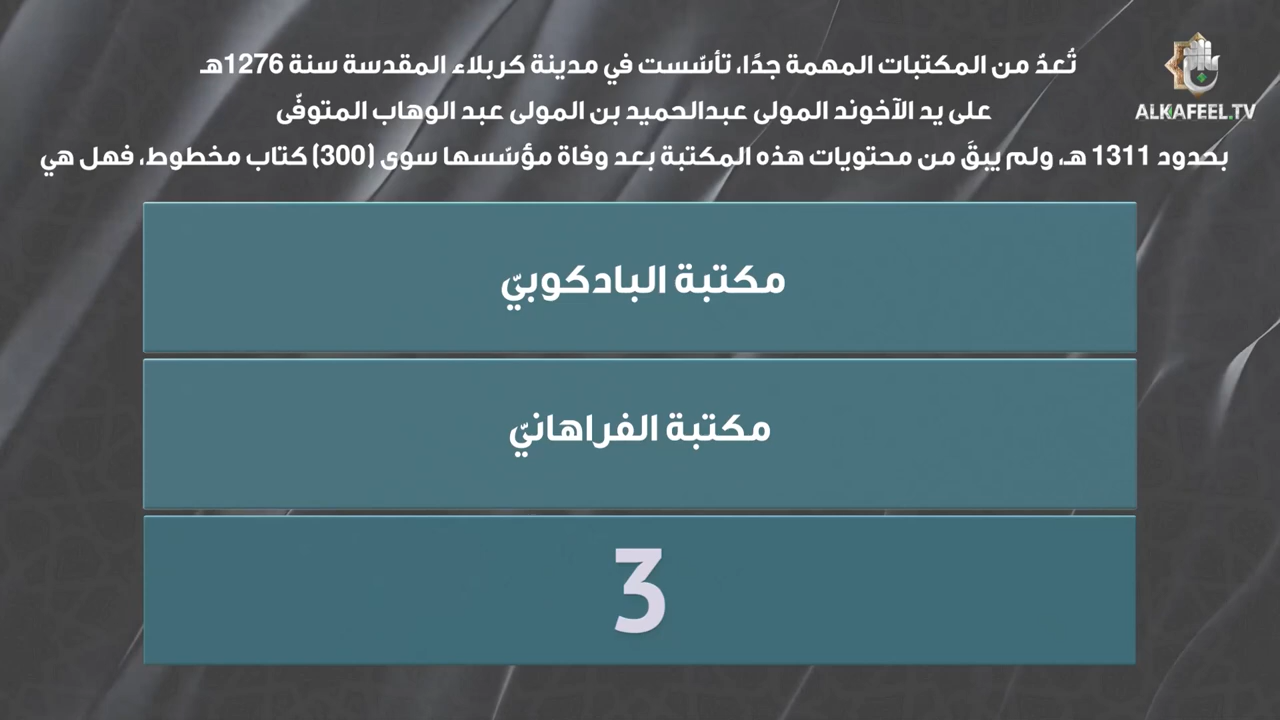 تُعدّ من المكتبات المهمة جدًا، تأسّست في مدينة كربلاء المقدسة سنة 1276هـ
على يد الآخوند المولى عبدالحميد بن المولى عبد الوهاب المتوفّى
بحدود 1311 هـ، ولم يبقَ من محتويات هذه المكتبة بعد وفاة مؤسّسها سوى (300) كتاب مخطوط، فهل هي
ALKAFEEL.TV
مكتبة البادكوبيّ
مكتبة الفراهانيّ
3